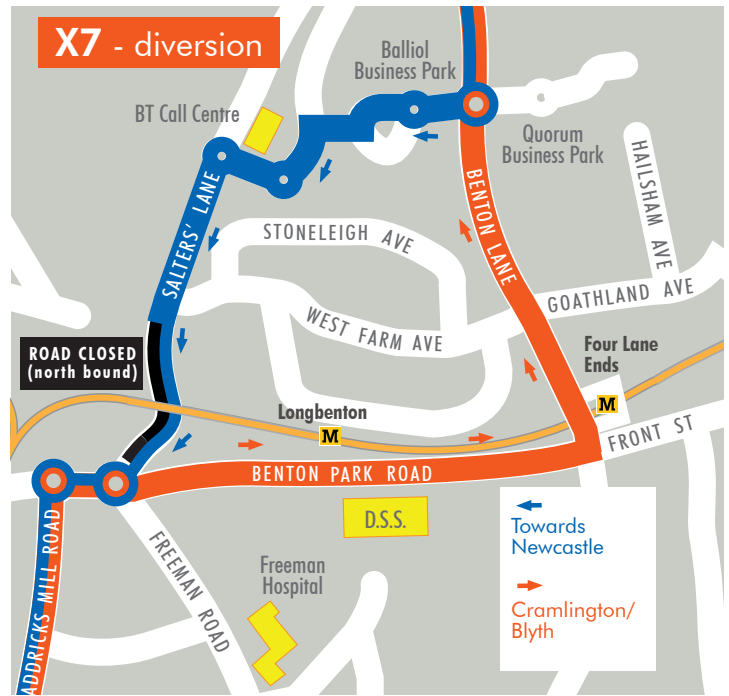 X7 - diversion
Balliol
Business Park
BT Call Centre
Quorum
Business Park
HAILSHAM AVE
BENTON LANE
SALTERS' LANE
STONELEIGH AVE
GOATHLAND AVE
WEST FARM AVE
ROAD CLOSED
(north bound)
Four Lane
Ends
M
Longbenton
M
FRONT ST
BENTON PARK ROAD
D.S.S.
ADDRICKS MILL ROAD
FREEMAN ROAD
Freeman
Hospital
Towards
Newcastle
Cramlington/
Blyth